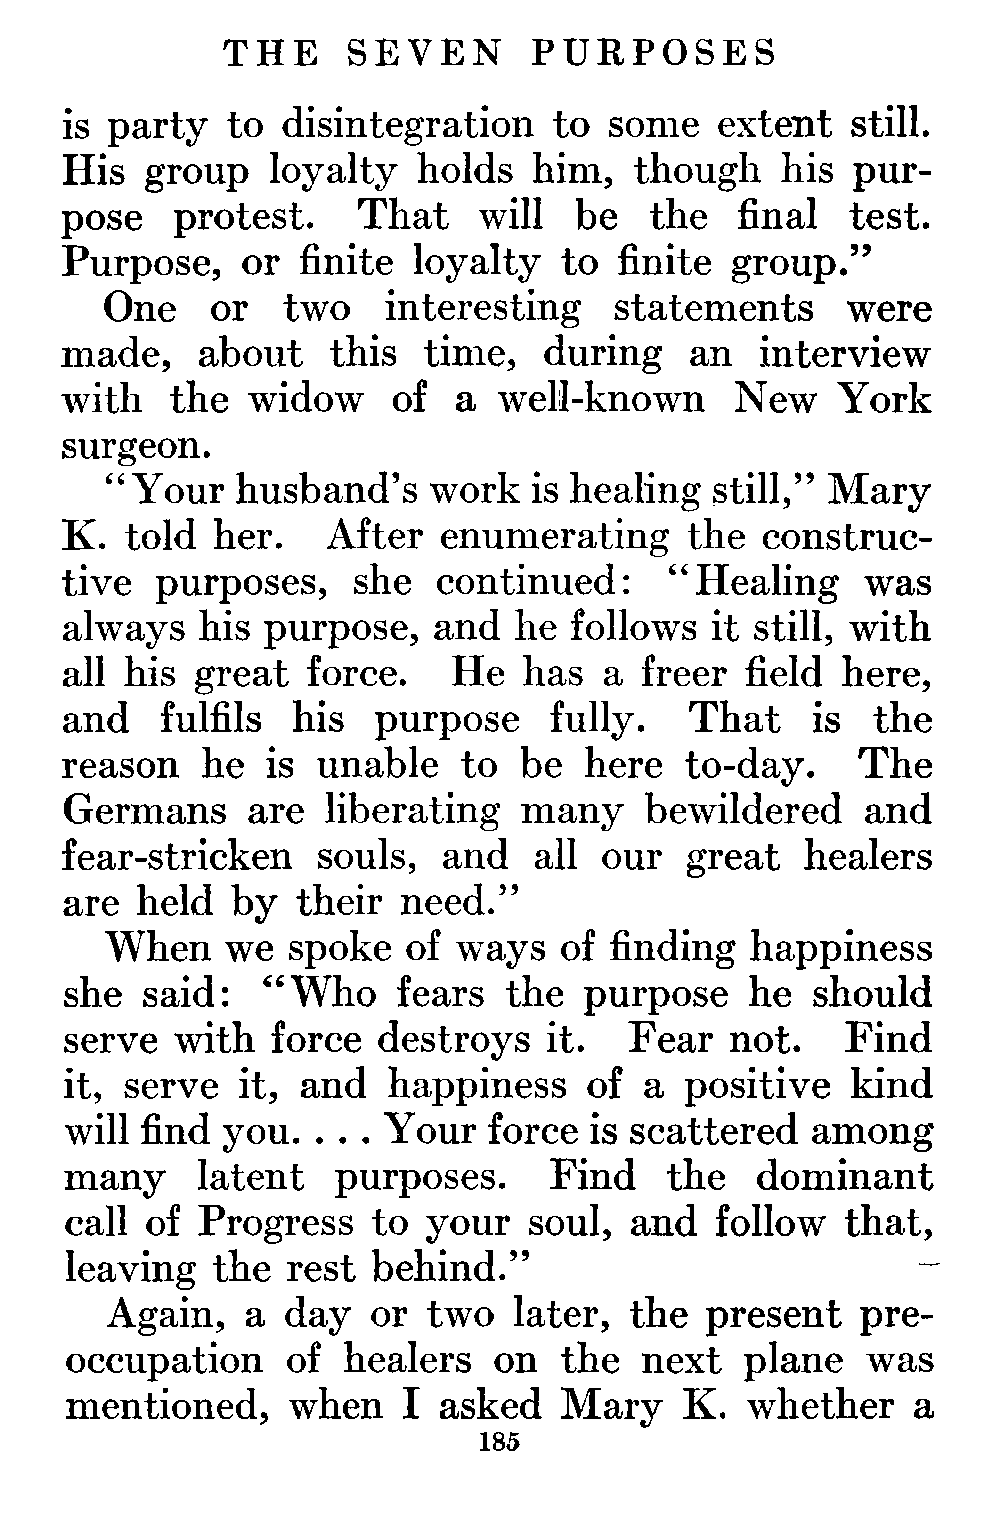 THE SEVEN PURPOSES
is party to disintegration to some extent still.
His group loyalty holds him, though his pur-
pose protest. That will be the final test.
Purpose, or finite loyalty to finite group.”
One or two interesting statements were
made, about this time, during an interview
with the widow of a well-known New York
surgeon.
“Your husband’s work is healing still,” Mary
K. told her. After enumerating the construc-
tive purposes, she continued: “Healing was
always his purpose, and he follows it still, with
all his great force. He has a freer field here,
and fulfils his purpose fully. That is the
reason he is unable to be here to-day. The
Germans are liberating many bewildered and
fear-stricken souls, and all our great healers
are held by their need.”
When we spoke of ways of finding happiness
she said: “Who fears the purpose he should
serve with force destroys it. Fear not. Find
it, serve it, and happiness of a positive kind
will find you. . . . Your force is scattered among
many latent purposes. Find the dominant
call of Progress to your soul, and follow that,
leaving the rest behind.”
Again, a day or two later, the present pre-
occupation of healers on the next plane was
mentioned, when I asked Mary K. whether a
185